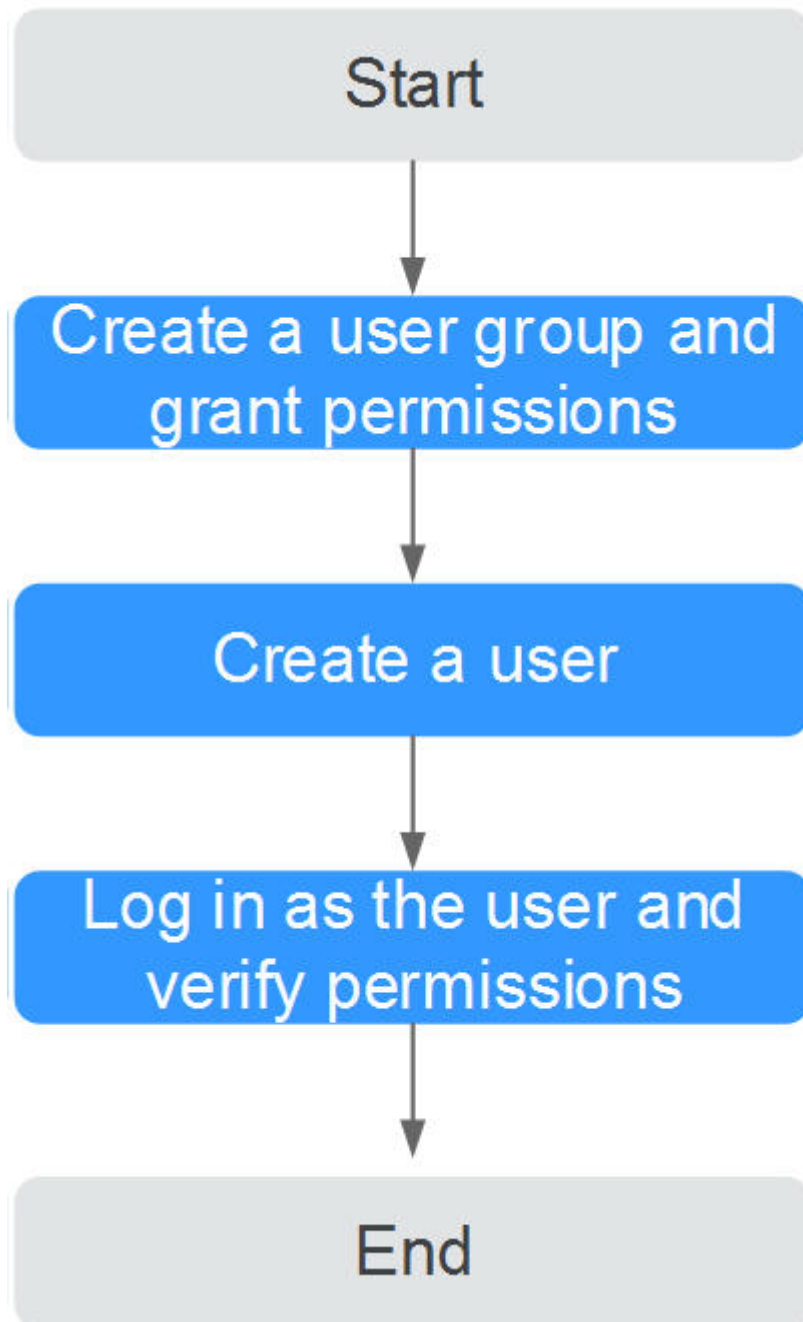 Start
Create a user group and
grant permissions
Create a user
Log in as the user and
verify permissions
End